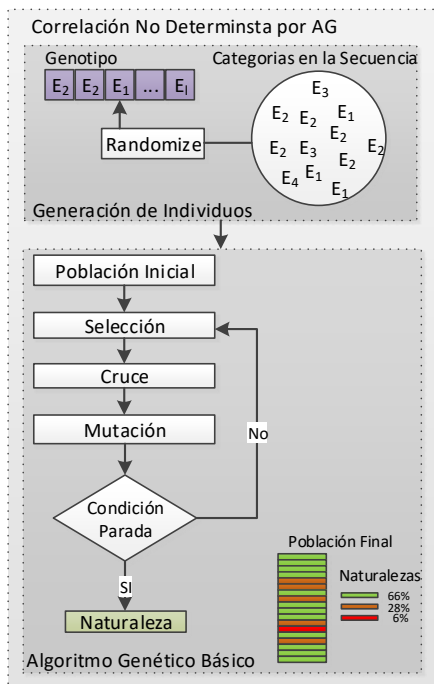 Correlación No Determinsta por AG
Genotipo
Categorias en la Secuencia
E2 E2 E1 ... EI
Randomize
E3
E2 E2 E1
E2
E2 E3 E2 E2
E4 E1
E1
Generación de Individuos
Población Inicial
Selección
Cruce
Mutación
No
Condición
Parada
SI
Naturaleza
Población Final
Naturalezas
66%
28%
6%
Algoritmo Genético Básico